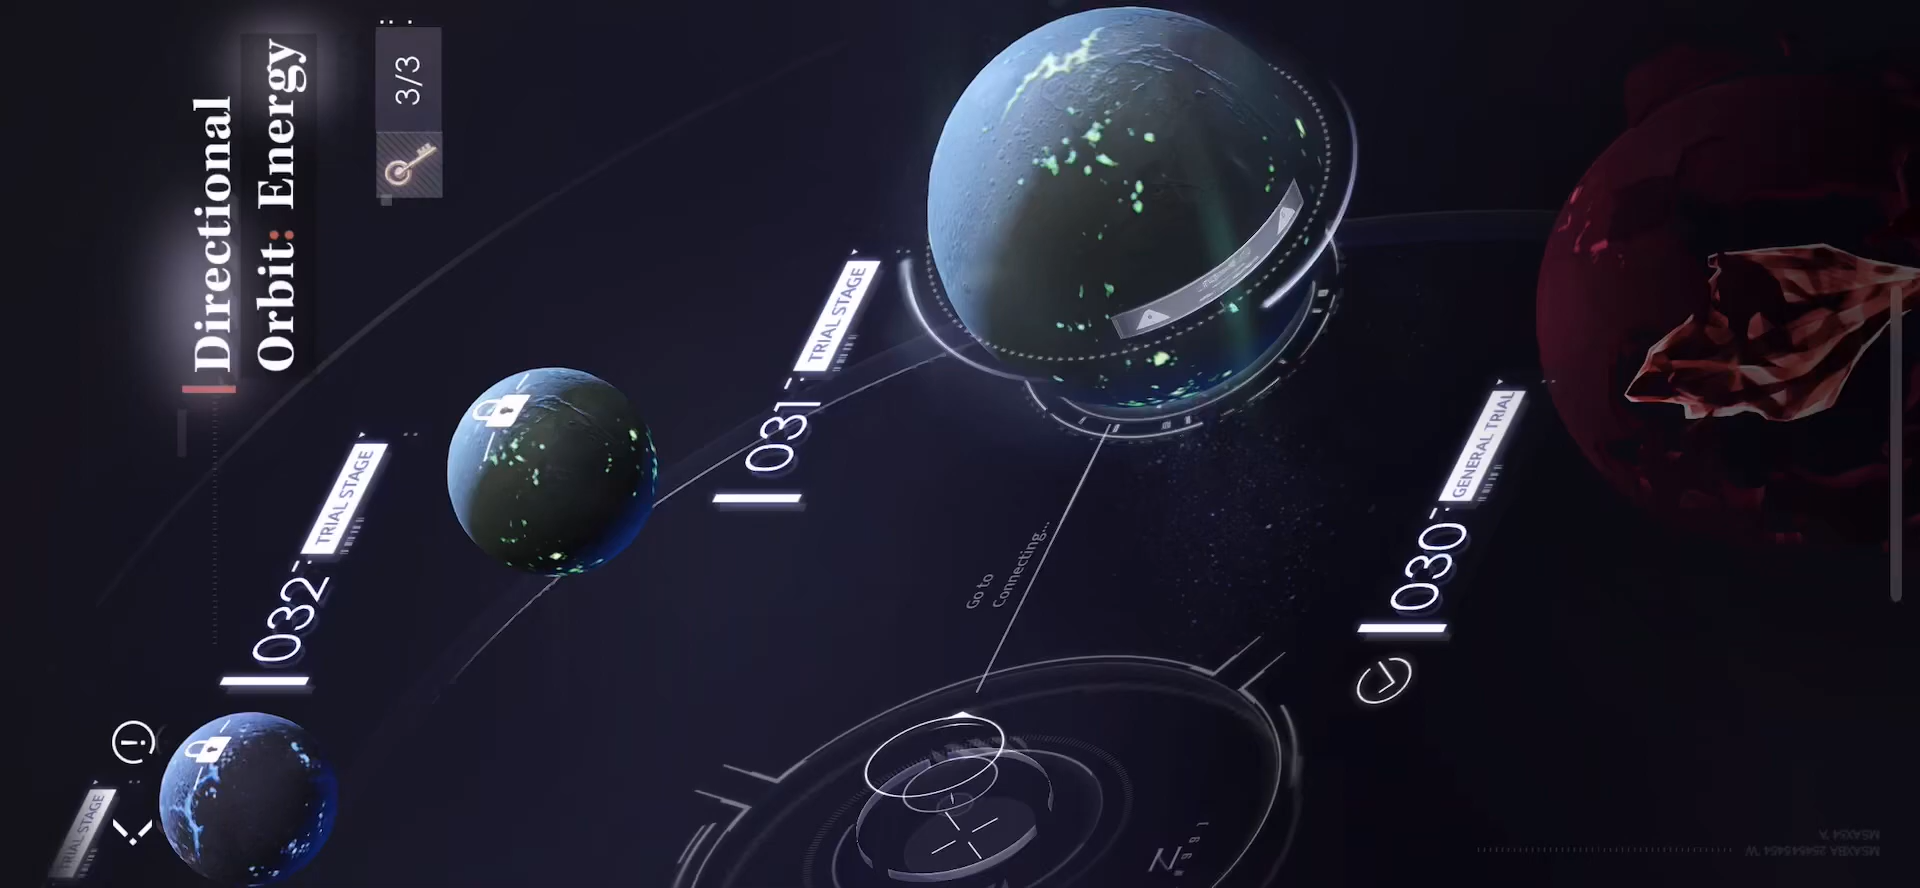 Directional
Orbit: Energy
3/3
TRIAL STAGE
032
TRIAL STAGE
031
TRIAL STAGE
Go to
Connecting...
GENERAL TRIAL
030